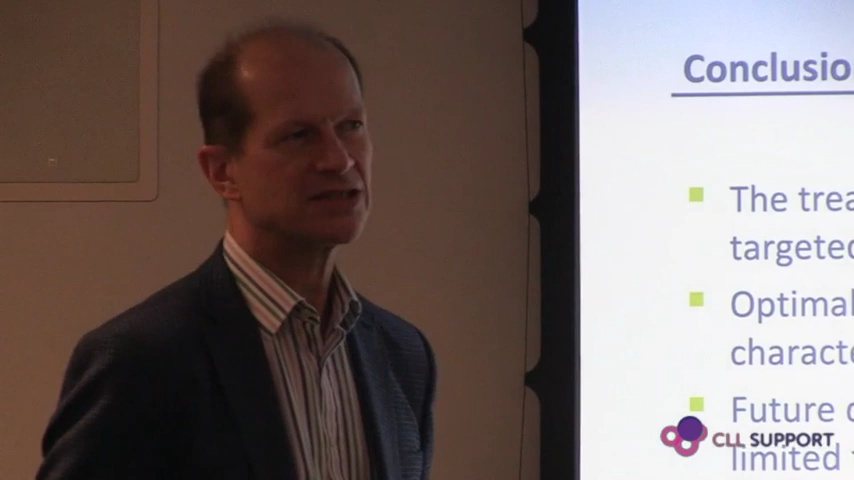 Conclusio
The trea
targeted
Optimal
characte
Future
limited
CLL SUPPORT